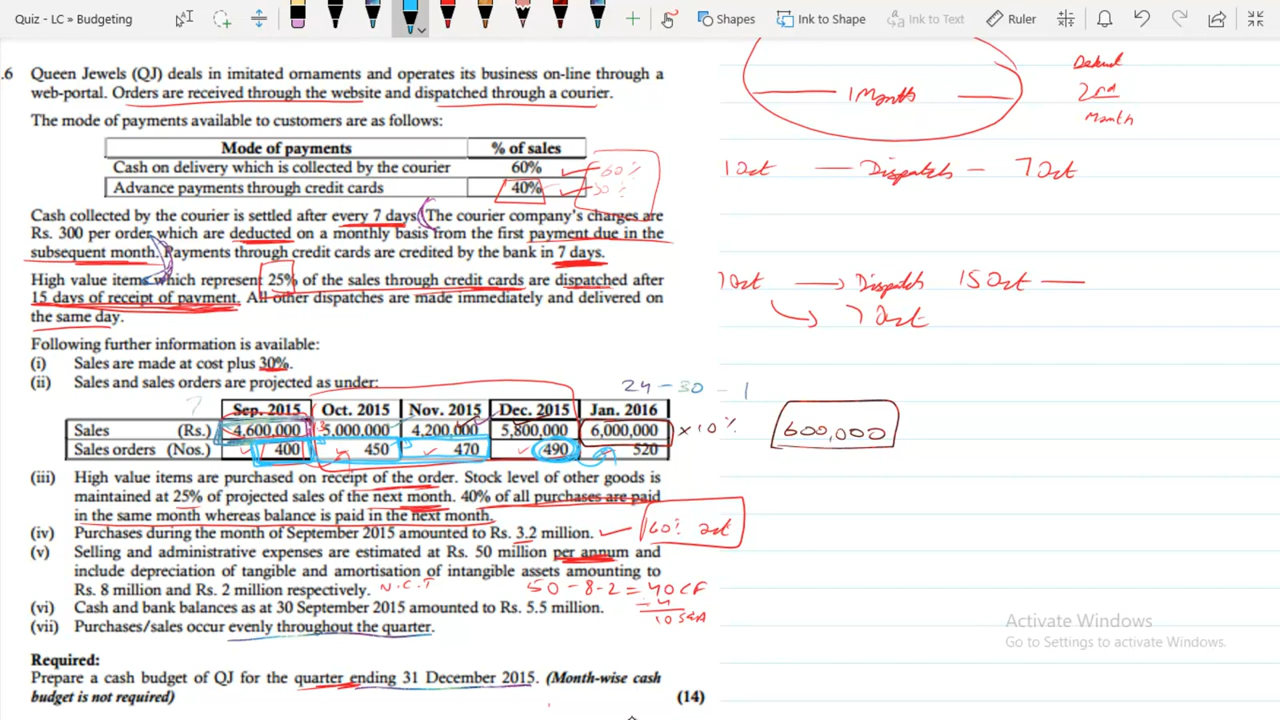 Quiz - LC » Budgeting
Shapes
Ink to Shape
Ink to Text
Ruler
.6 Queen Jewels (QJ) deals in imitated ornaments and operates its business on-line through a
web-portal. Orders are received through the website and dispatched through a courier.
The mode of payments available to customers are as follows:
Mode of payments % of sales
Cash on delivery which is collected by the courier 60%
Advance payments through credit cards 40%
60%
Cash collected by the courier is settled after every 7 days. The courier company's charges are
Rs. 300 per order which are deducted on a monthly basis from the first payment due in the
subsequent month. Payments through credit cards are credited by the bank in 7 days.
High value items which represent 25% of the sales through credit cards are dispatched after
15 days of receipt of payment. All other dispatches are made immediately and delivered on
the same day.
Following further information is available:
(i) Sales are made at cost plus 30%.
(ii) Sales and sales orders are projected as under:
24 - 30 - 1
Sep. 2015 Oct. 2015 Nov. 2015 Dec. 2015 Jan. 2016
Sales (Rs.) 4,600,000 5,000,000 4,200,000 5,800,000 6,000,000 x 10%
Sales orders (Nos.) 400 450 470 490 520
(iii) High value items are purchased on receipt of the order. Stock level of other goods is
maintained at 25% of projected sales of the next month. 40% of all purchases are paid
in the same month whereas balance is paid in the next month.
(iv) Purchases during the month of September 2015 amounted to Rs. 3.2 million.
60% oct
(v) Selling and administrative expenses are estimated at Rs. 50 million per annum and
include depreciation of tangible and amortisation of intangible assets amounting to
Rs. 8 million and Rs. 2 million respectively. N.C.T
50 - 8 - 2 = 40 CF
(vi) Cash and bank balances as at 30 September 2015 amounted to Rs. 5.5 million.
÷ 4
10 S&A
(vii) Purchases/sales occur evenly throughout the quarter.
Required:
Prepare a cash budget of QJ for the quarter ending 31 December 2015. (Month-wise cash
budget is not required) (14)
1 Month
2nd
Month
1 Oct — Dispatch — 7 Oct
Dispatch 15 Oct —
7 Oct
600,000
Activate Windows
Go to Settings to activate Windows.